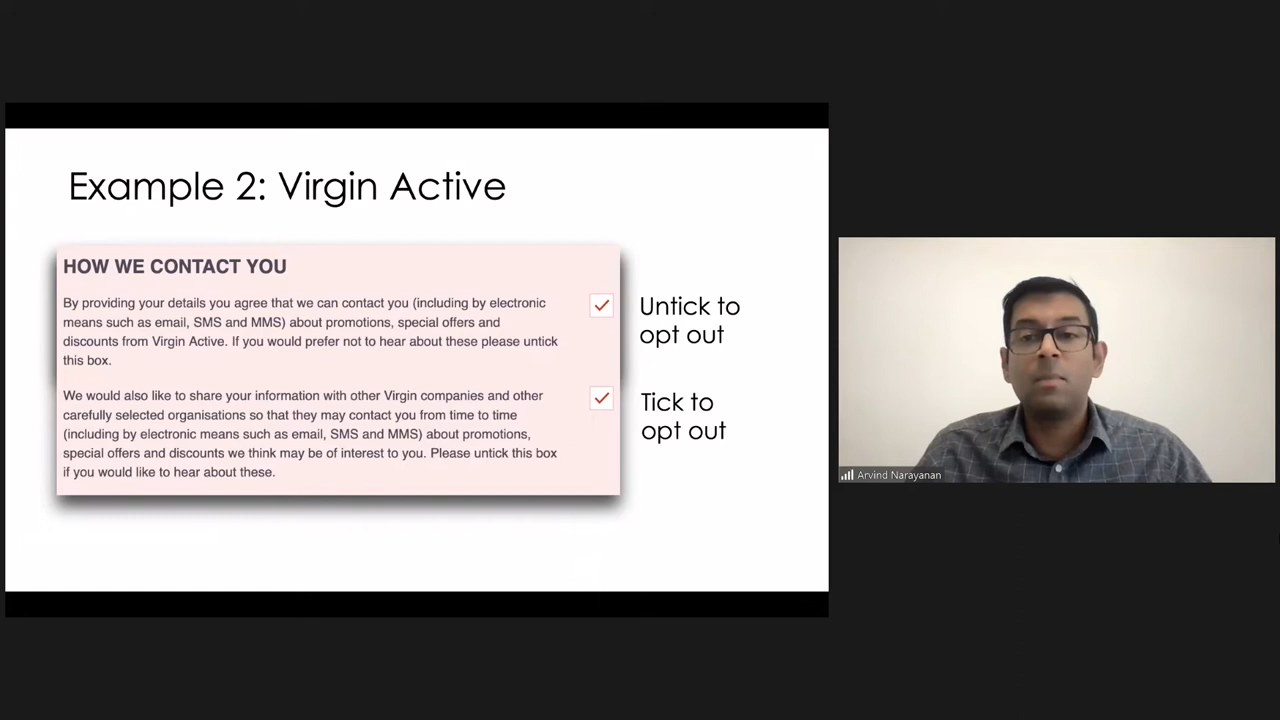 Example 2: Virgin Active
HOW WE CONTACT YOU
By providing your details you agree that we can contact you (including by electronic
means such as email, SMS and MMS) about promotions, special offers and
discounts from Virgin Active. If you would prefer not to hear about these please untick
this box.
Untick to
opt out
We would also like to share your information with other Virgin companies and other
carefully selected organisations so that they may contact you from time to time
(including by electronic means such as email, SMS and MMS) about promotions,
special offers and discounts we think may be of interest to you. Please untick this box
if you would like to hear about these.
Tick to
opt out
Arvind Narayanan